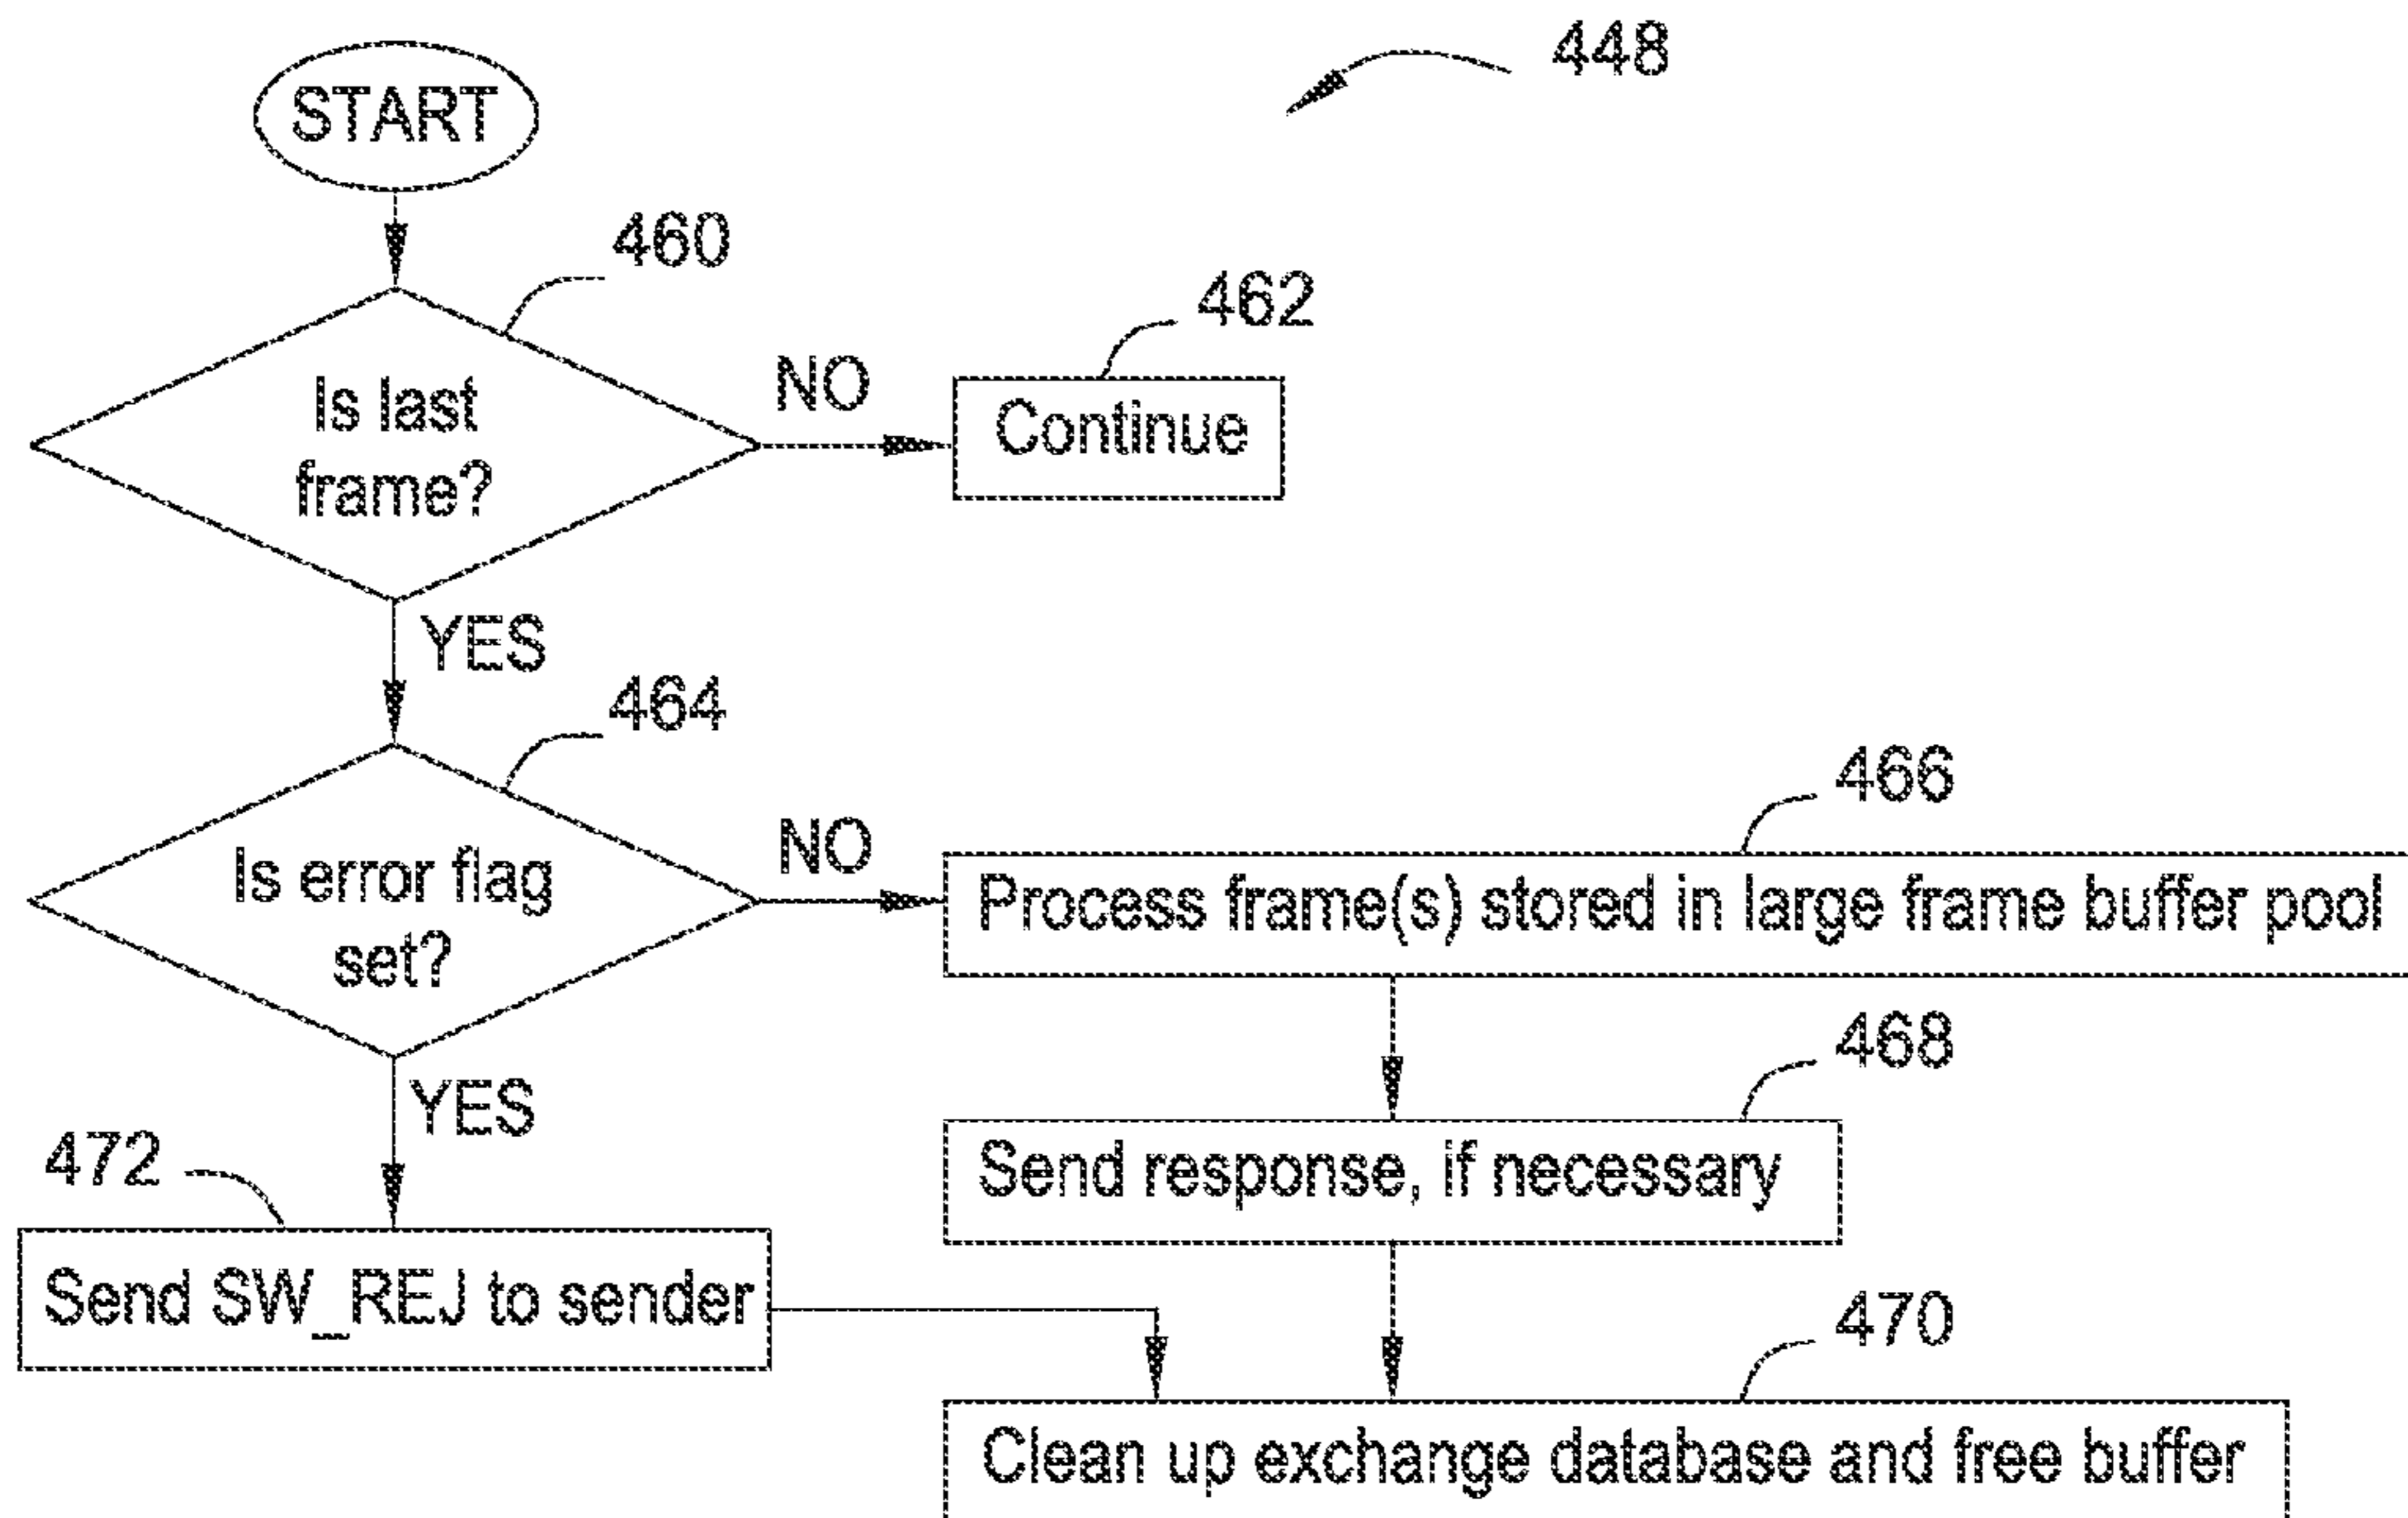 START
448
460
Is last
frame?
NO
462
Continue
YES
464
Is error flag
set?
NO
466
Process frame(s) stored in large frame buffer pool
468
Send response, if necessary
YES
472
Send SW_REJ to sender
470
Clean up exchange database and free buffer